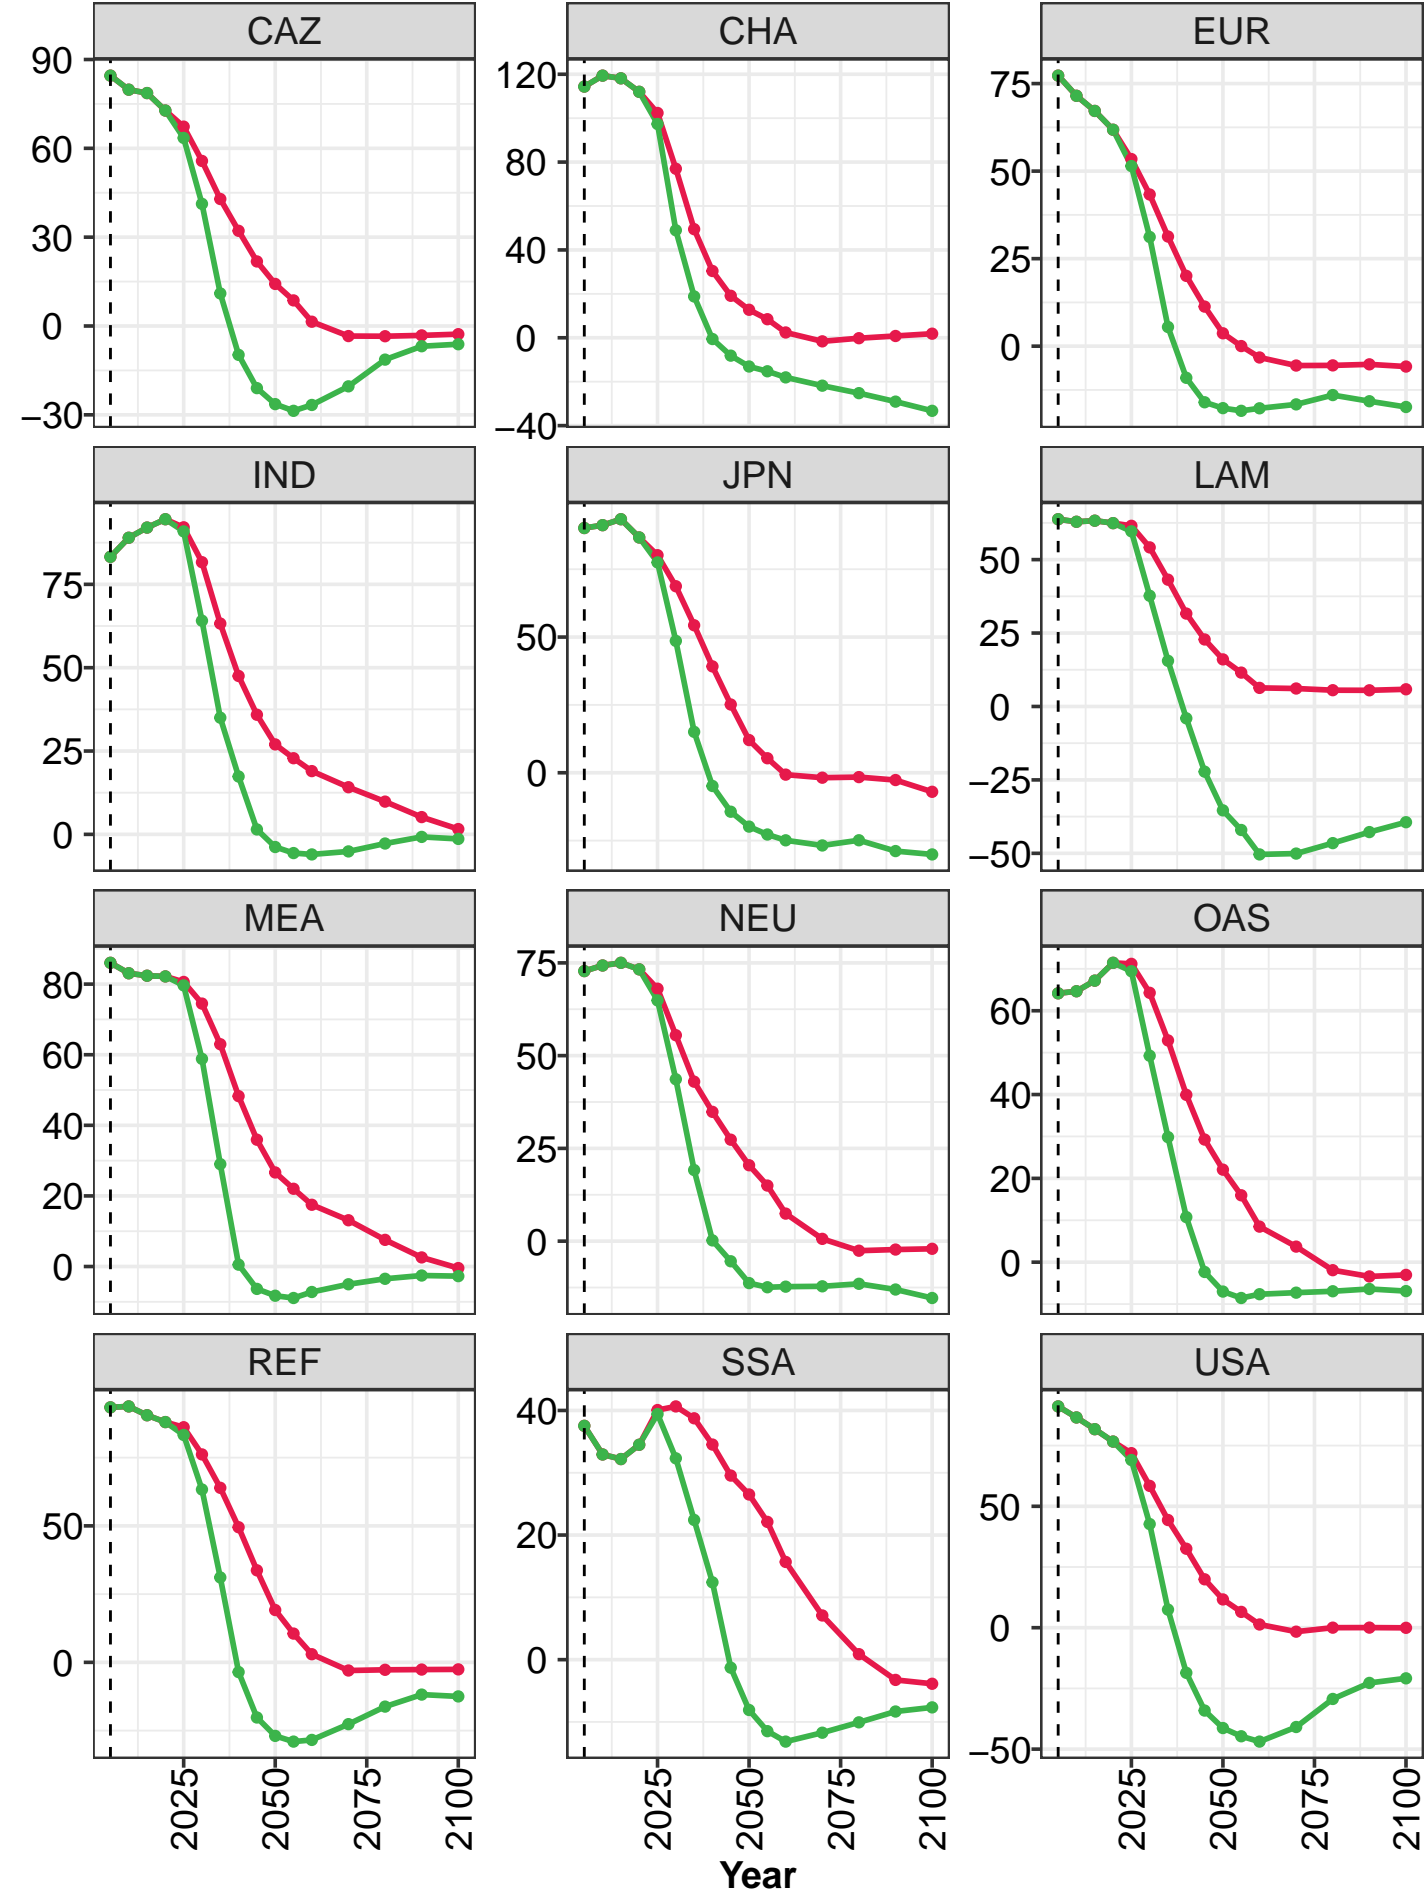 CAZ CHA EUR
90 60 30 0 −30
120 80 40 0 −40
75 50 25 0
IND JPN LAM
75 50 25 0
50 0
50 25 0 −25 −50
MEA NEU OAS
80 60 40 20 0
75 50 25 0
60 40 20 0
REF SSA USA
50 0
40 20 0
50 0 −50
2025 2050 2075 2100 2025 2050 2075 2100 2025 2050 2075 2100
Year